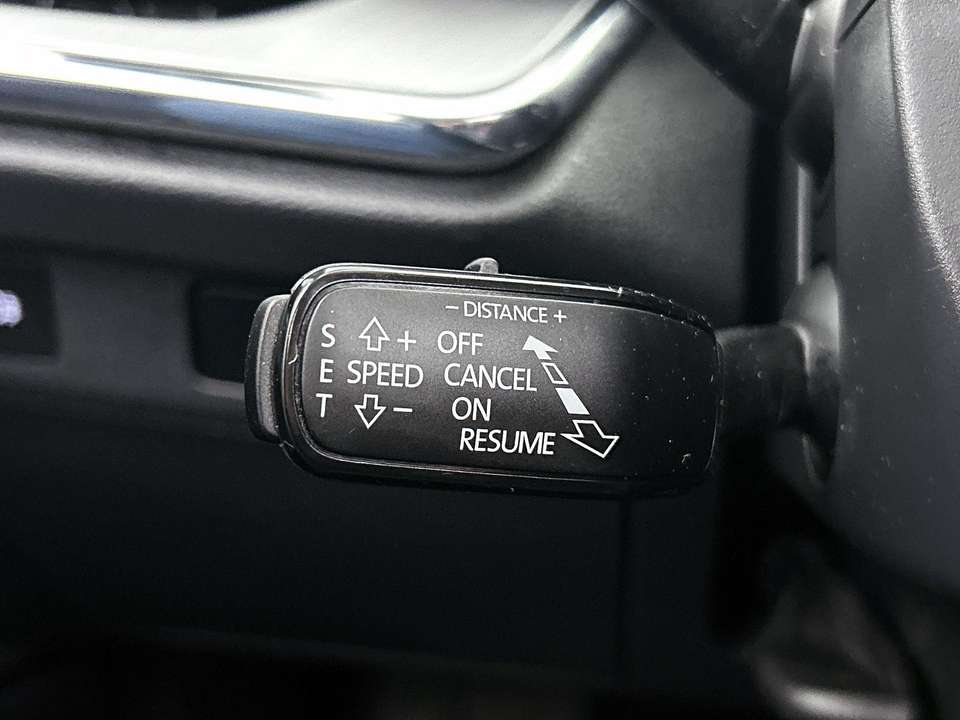 − DISTANCE +
S + OFF
E SPEED CANCEL
T − ON
RESUME